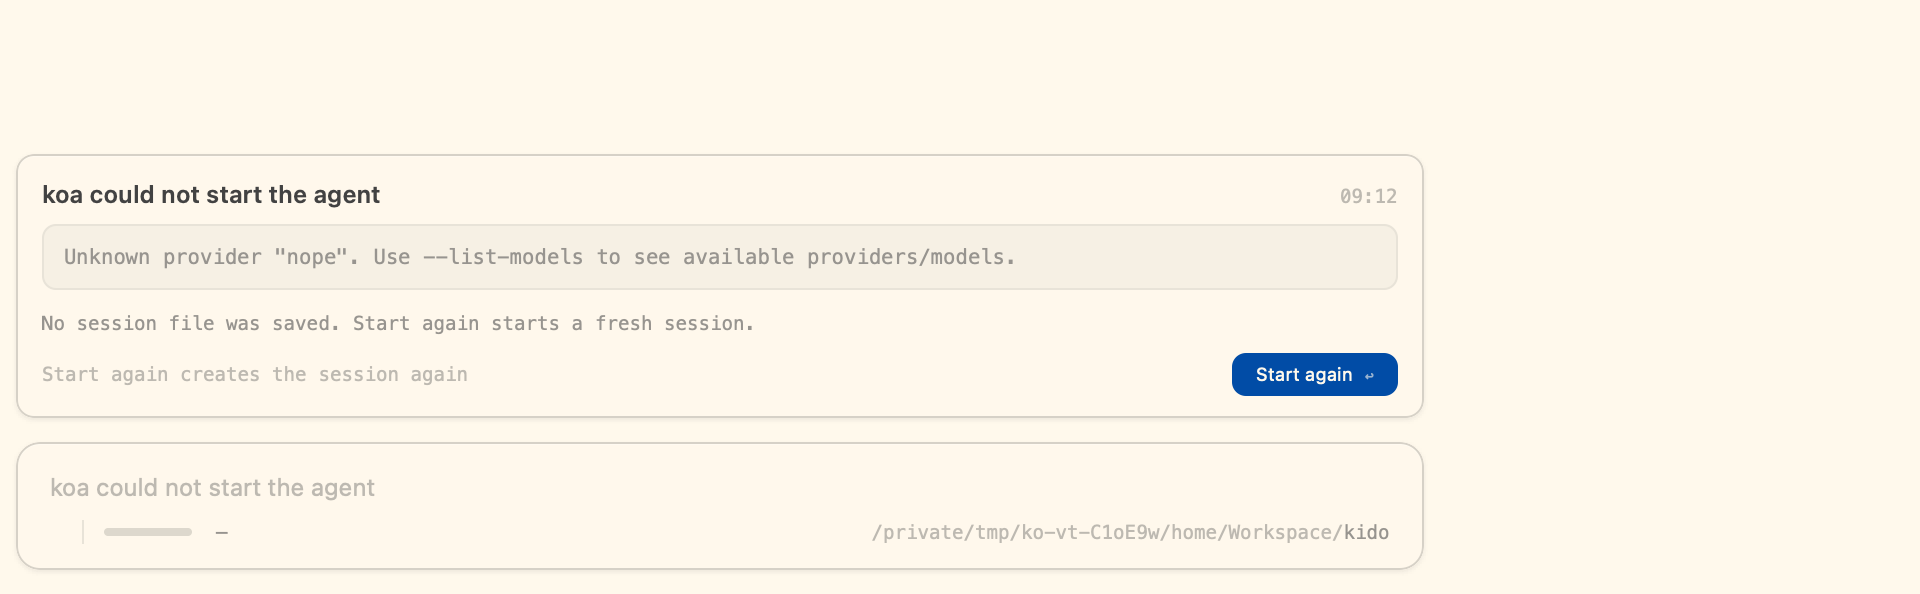 koa could not start the agent
09:12
Unknown provider "nope". Use --list-models to see available providers/models.
No session file was saved. Start again starts a fresh session.
Start again creates the session again
Start again ↩
koa could not start the agent
— /private/tmp/ko-vt-C1oE9w/home/Workspace/kido